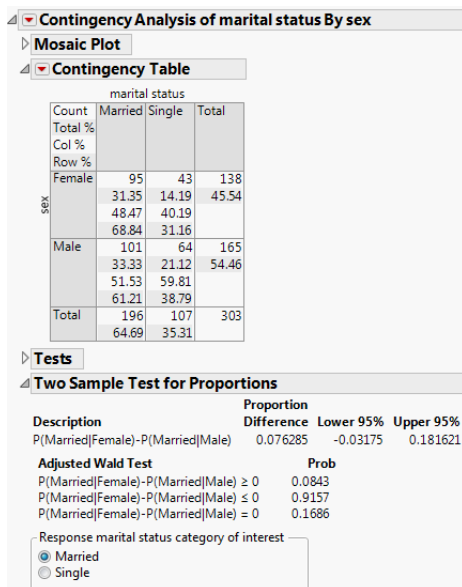 Contingency Analysis of marital status By sex
Mosaic Plot
Contingency Table
marital status
Count Married Single Total
Total %
Col %
Row %
sex
Female 95 43 138
31.35 14.19 45.54
48.47 40.19
68.84 31.16
Male 101 64 165
33.33 21.12 54.46
51.53 59.81
61.21 38.79
Total 196 107 303
64.69 35.31
Tests
Two Sample Test for Proportions
Proportion
Description Difference Lower 95% Upper 95%
P(Married|Female)-P(Married|Male) 0.076285 -0.03175 0.181621
Adjusted Wald Test Prob
P(Married|Female)-P(Married|Male) ≥ 0 0.0843
P(Married|Female)-P(Married|Male) ≤ 0 0.9157
P(Married|Female)-P(Married|Male) = 0 0.1686
Response marital status category of interest
Married
Single